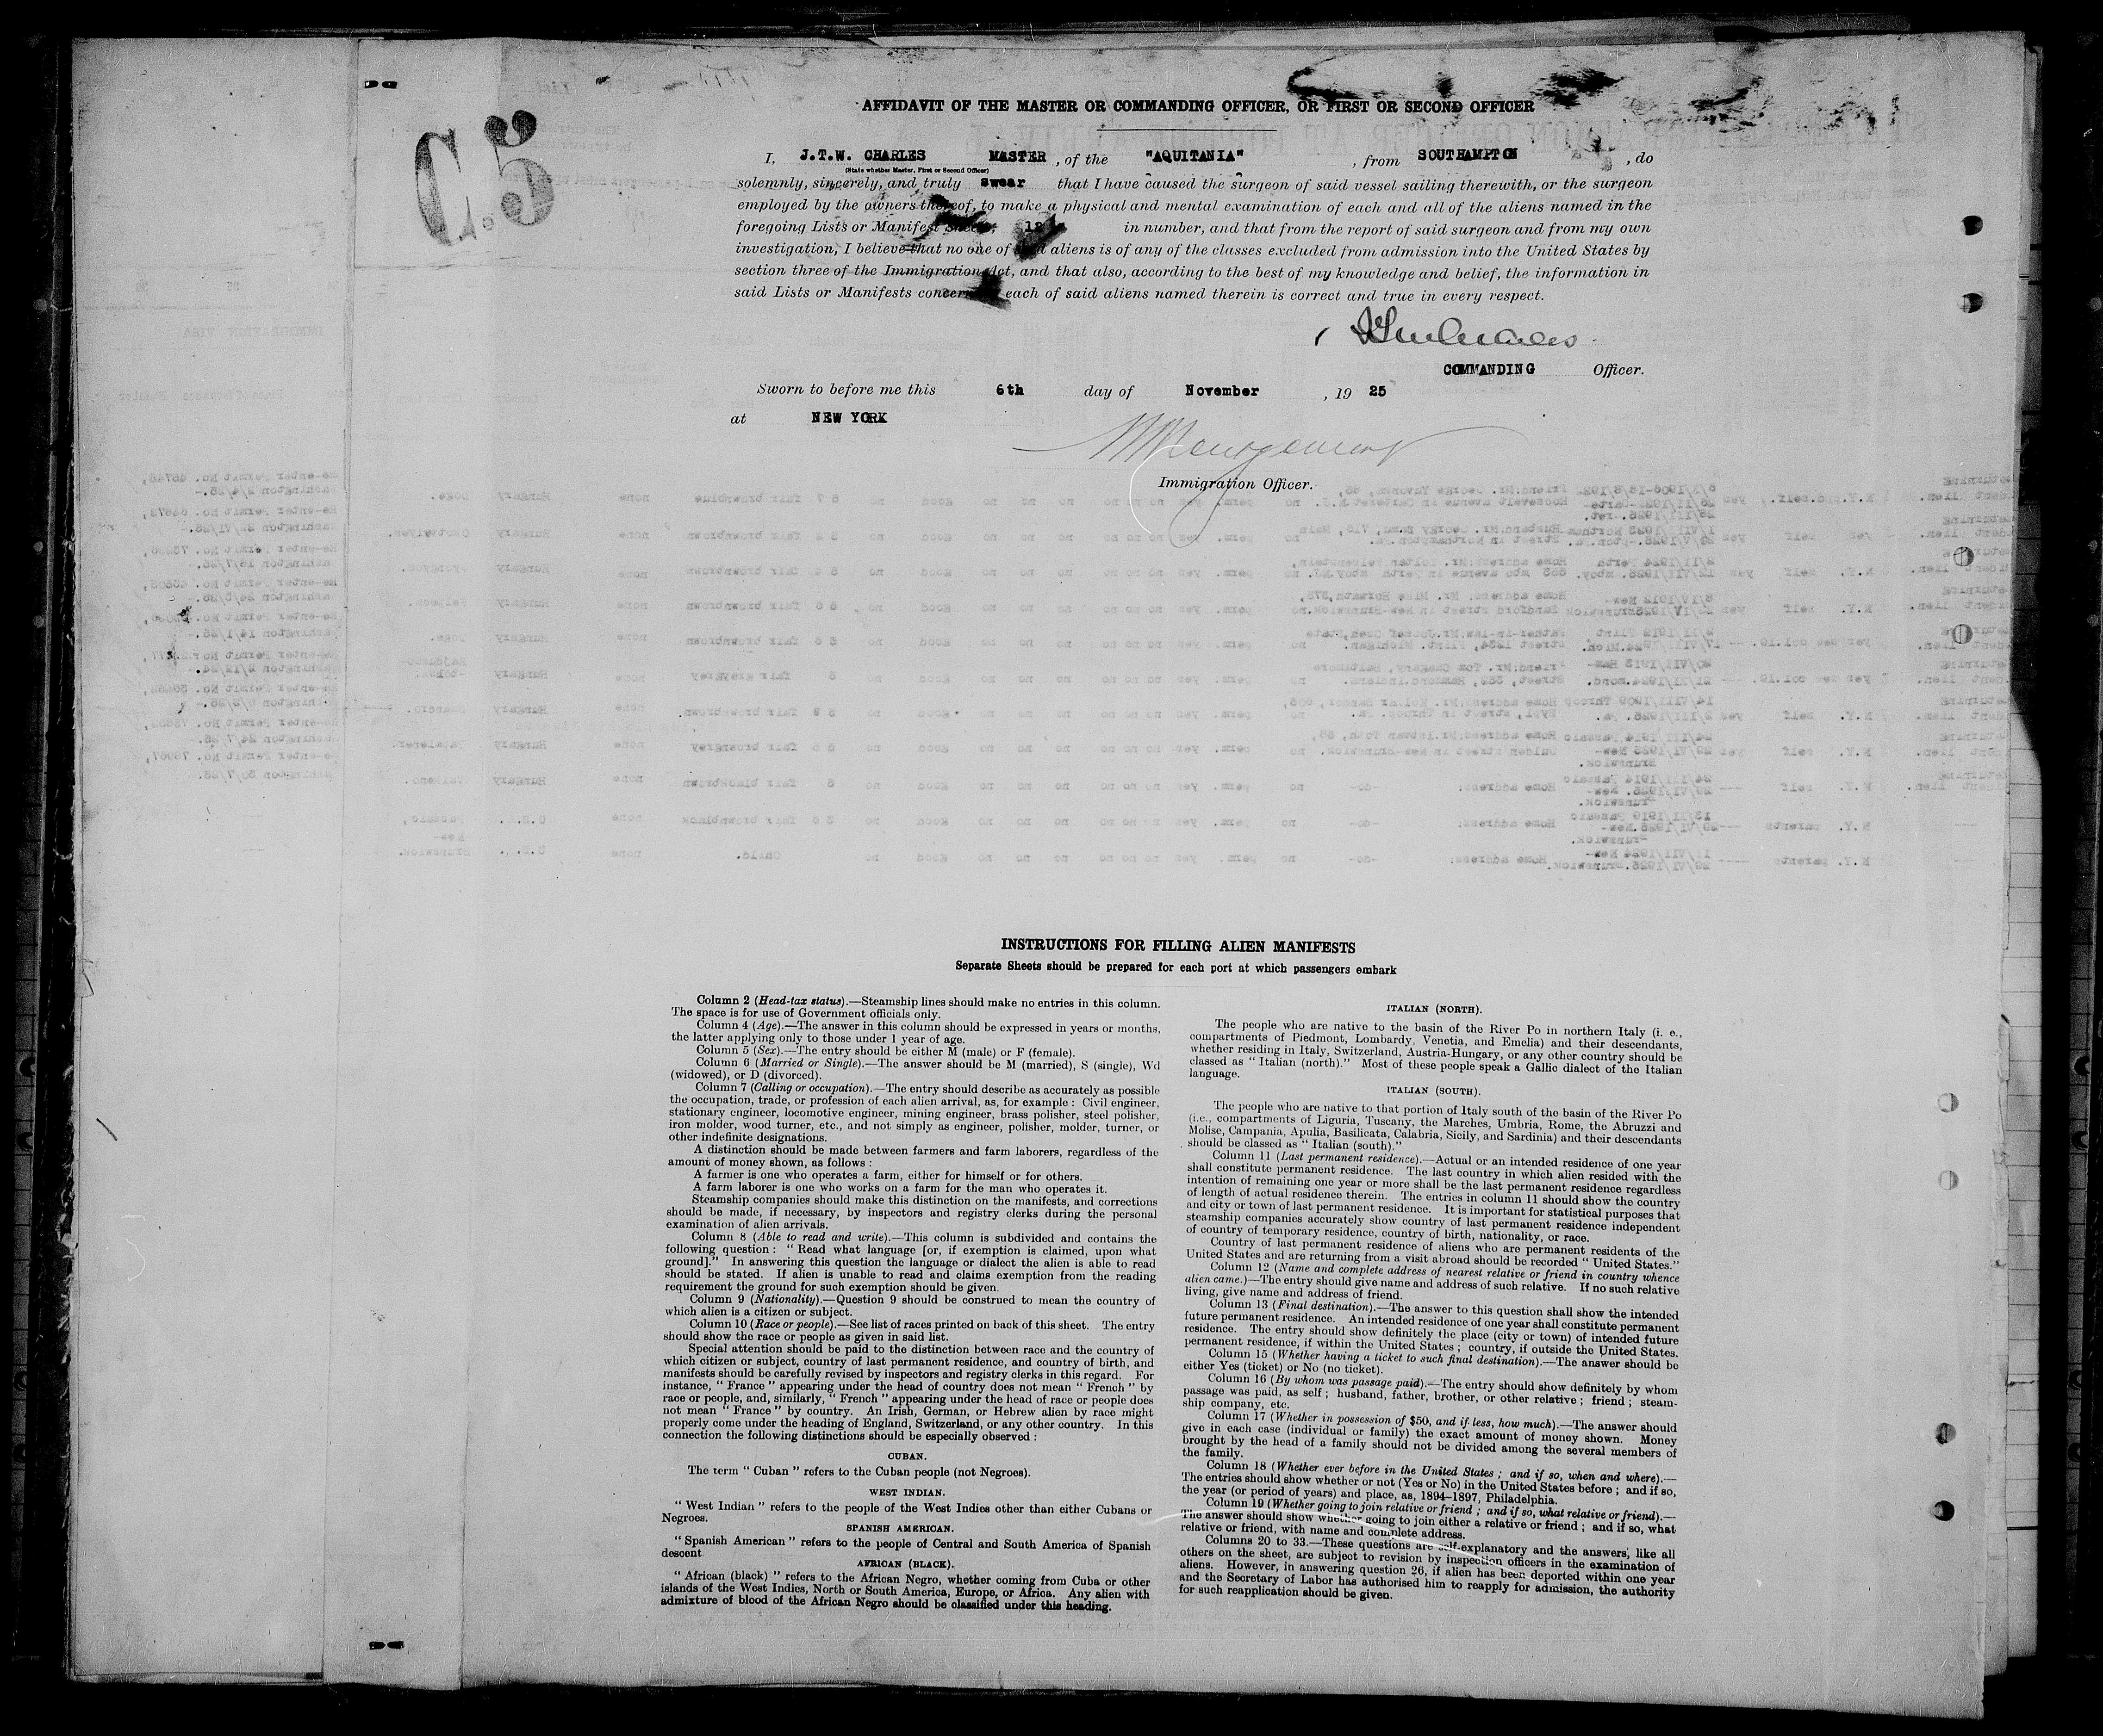 C.5
AFFIDAVIT OF THE MASTER OR COMMANDING OFFICER, OR FIRST OR SECOND OFFICER
I, J.T.W. CHARLES MASTER, of the "AQUITANIA", from SOUTHAMPTON, do
(State whether Master, First or Second Officer)
solemnly, sincerely, and truly swear that I have caused the surgeon of said vessel sailing therewith, or the surgeon
employed by the owners thereof, to make a physical and mental examination of each and all of the aliens named in the
foregoing Lists or Manifest Sheets, in number, and that from the report of said surgeon and from my own
investigation, I believe that no one of said aliens is of any of the classes excluded from admission into the United States by
section three of the Immigration Act, and that also, according to the best of my knowledge and belief, the information in
said Lists or Manifests concerning each of said aliens named therein is correct and true in every respect.
COMMANDING Officer.
Sworn to before me this 6th day of November, 19 25
at NEW YORK
Immigration Officer.
INSTRUCTIONS FOR FILLING ALIEN MANIFESTS
Separate Sheets should be prepared for each port at which passengers embark
Column 2 (Head-tax status).—Steamship lines should make no entries in this column.
The space is for use of Government officials only.
Column 4 (Age).—The answer in this column should be expressed in years or months,
the latter applying only to those under 1 year of age.
Column 5 (Sex).—The entry should be either M (male) or F (female).
Column 6 (Married or Single).—The answer should be M (married), S (single), Wd
(widowed), or D (divorced).
Column 7 (Calling or occupation).—The entry should describe as accurately as possible
the occupation, trade, or profession of each alien arrival, as, for example: Civil engineer,
stationary engineer, locomotive engineer, mining engineer, brass polisher, steel polisher,
iron molder, wood turner, etc., and not simply as engineer, polisher, molder, turner, or
other indefinite designations.
A distinction should be made between farmers and farm laborers, regardless of the
amount of money shown, as follows:
A farmer is one who operates a farm, either for himself or for others.
A farm laborer is one who works on a farm for the man who operates it.
Steamship companies should make this distinction on the manifests, and corrections
should be made, if necessary, by inspectors and registry clerks during the personal
examination of alien arrivals.
Column 8 (Able to read and write).—This column is subdivided and contains the
following question: "Read what language [or, if exemption is claimed, upon what
ground]." In answering this question the language or dialect the alien is able to read
should be stated. If alien is unable to read and claims exemption from the reading
requirement the ground for such exemption should be given.
Column 9 (Nationality).—Question 9 should be construed to mean the country of
which alien is a citizen or subject.
Column 10 (Race or people).—See list of races printed on back of this sheet. The entry
should show the race or people as given in said list.
Special attention should be paid to the distinction between race and the country of
which citizen or subject, country of last permanent residence, and country of birth, and
manifests should be carefully revised by inspectors and registry clerks in this regard. For
instance, "France" appearing under the head of country does not mean "French" by
race or people, and, similarly, "French" appearing under the head of race or people does
not mean "France" by country. An Irish, German, or Hebrew alien by race might
properly come under the heading of England, Switzerland, or any other country. In this
connection the following distinctions should be especially observed:
CUBAN.
The term "Cuban" refers to the Cuban people (not Negroes).
WEST INDIAN.
"West Indian" refers to the people of the West Indies other than either Cubans or
Negroes.
SPANISH AMERICAN.
"Spanish American" refers to the people of Central and South America of Spanish
descent
AFRICAN (BLACK).
"African (black)" refers to the African Negro, whether coming from Cuba or other
islands of the West Indies, North or South America, Europe, or Africa. Any alien with
admixture of blood of the African Negro should be classified under this heading.
ITALIAN (NORTH).
The people who are native to the basin of the River Po in northern Italy (i. e.,
compartments of Piedmont, Lombardy, Venetia, and Emelia) and their descendants,
whether residing in Italy, Switzerland, Austria-Hungary, or any other country should be
classed as "Italian (north)." Most of these people speak a Gallic dialect of the Italian
language.
ITALIAN (SOUTH).
The people who are native to that portion of Italy south of the basin of the River Po
(i.e., compartments of Liguria, Tuscany, the Marches, Umbria, Rome, the Abruzzi and
Molise, Campania, Apulia, Basilicata, Calabria, Sicily, and Sardinia) and their descendants
should be classed as "Italian (south)."
Column 11 (Last permanent residence).—Actual or an intended residence of one year
shall constitute permanent residence. The last country in which alien resided with the
intention of remaining one year or more shall be the last permanent residence regardless
of length of actual residence therein. The entries in column 11 should show the country
and city or town of last permanent residence. It is important for statistical purposes that
steamship companies accurately show country of last permanent residence independent
of country of temporary residence, country of birth, nationality, or race.
Country of last permanent residence of aliens who are permanent residents of the
United States and are returning from a visit abroad should be recorded "United States."
Column 12 (Name and complete address of nearest relative or friend in country whence
alien came.)—The entry should give name and address of such relative. If no such relative
living, give name and address of friend.
Column 13 (Final destination).—The answer to this question shall show the intended
future permanent residence. An intended residence of one year shall constitute permanent
residence. The entry should show definitely the place (city or town) of intended future
permanent residence, if within the United States; country, if outside the United States.
Column 15 (Whether having a ticket to such final destination).—The answer should be
either Yes (ticket) or No (no ticket).
Column 16 (By whom was passage paid).—The entry should show definitely by whom
passage was paid, as self; husband, father, brother, or other relative; friend; steam-
ship company, etc.
Column 17 (Whether in possession of $50, and if less, how much).—The answer should
give in each case (individual or family) the exact amount of money shown. Money
brought by the head of a family should not be divided among the several members of
the family.
Column 18 (Whether ever before in the United States; and if so, when and where).—
The entries should show whether or not (Yes or No) in the United States before; and if so,
the year (or period of years) and place, as, 1894-1897, Philadelphia.
Column 19 (Whether going to join relative or friend; and if so, what relative or friend).—
The answer should show whether going to join either a relative or friend; and if so, what
relative or friend, with name and complete address.
Columns 20 to 33.—These questions are self-explanatory and the answers, like all
others on the sheet, are subject to revision by inspection officers in the examination of
aliens. However, in answering question 26, if alien has been deported within one year
and the Secretary of Labor has authorised him to reapply for admission, the authority
for such reapplication should be given.